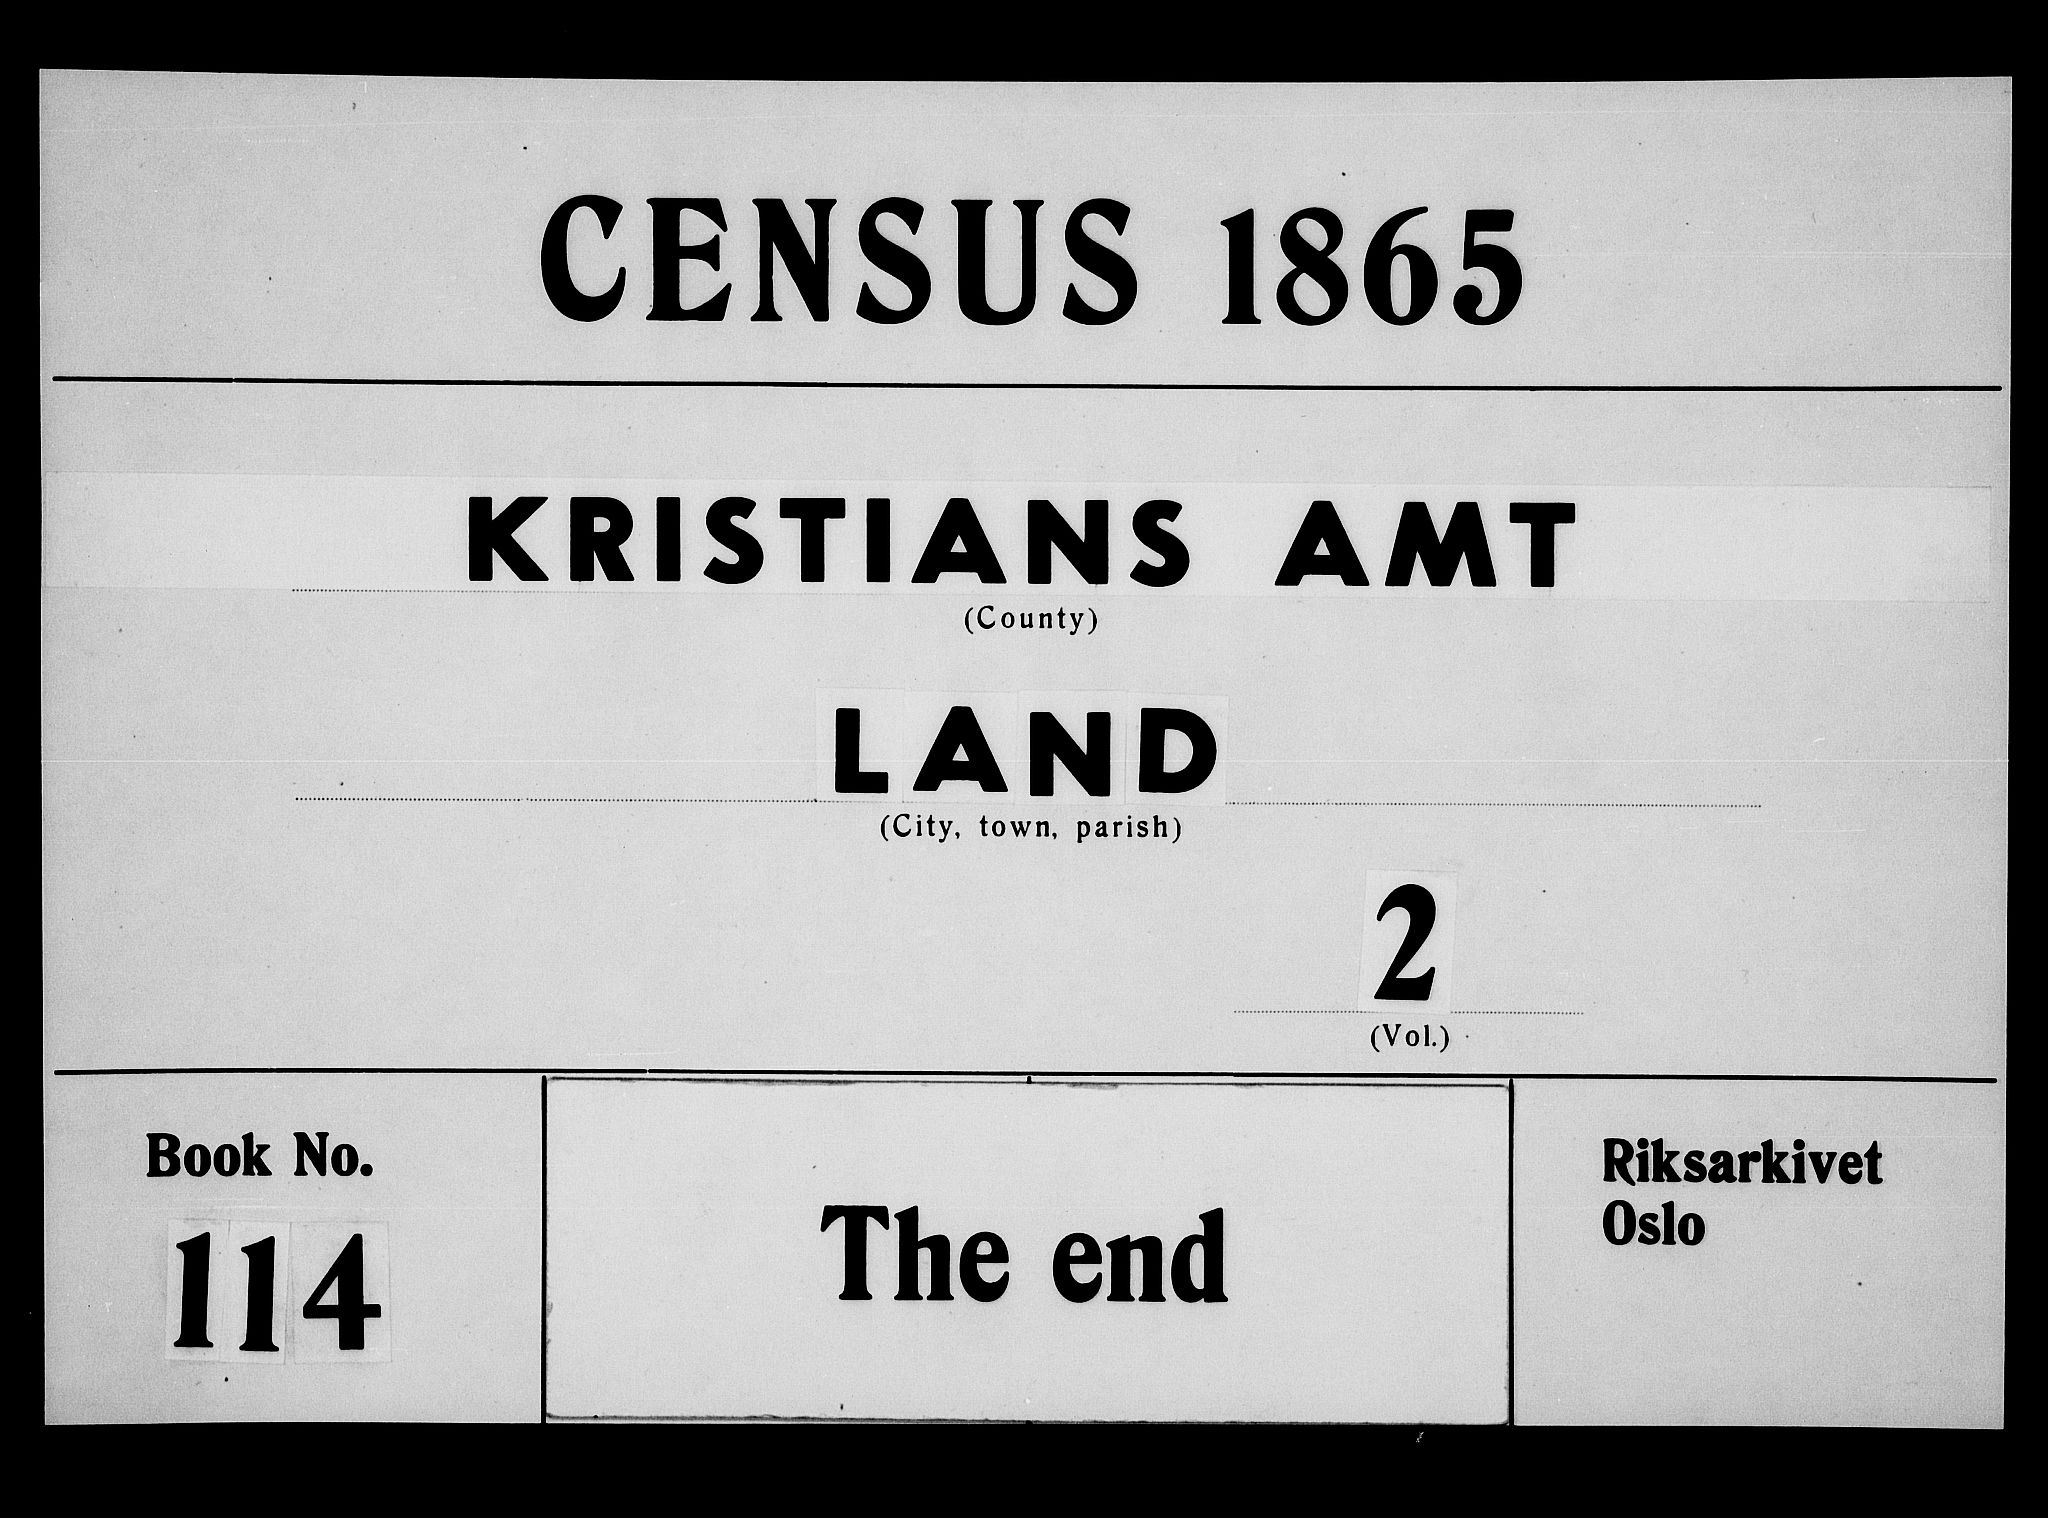 CENSUS 1865
KRISTIANS AMT
(County)
LAND
(City, town, parish)
2
(Vol.)
Book No.
114
The end
Riksarkivet
Oslo